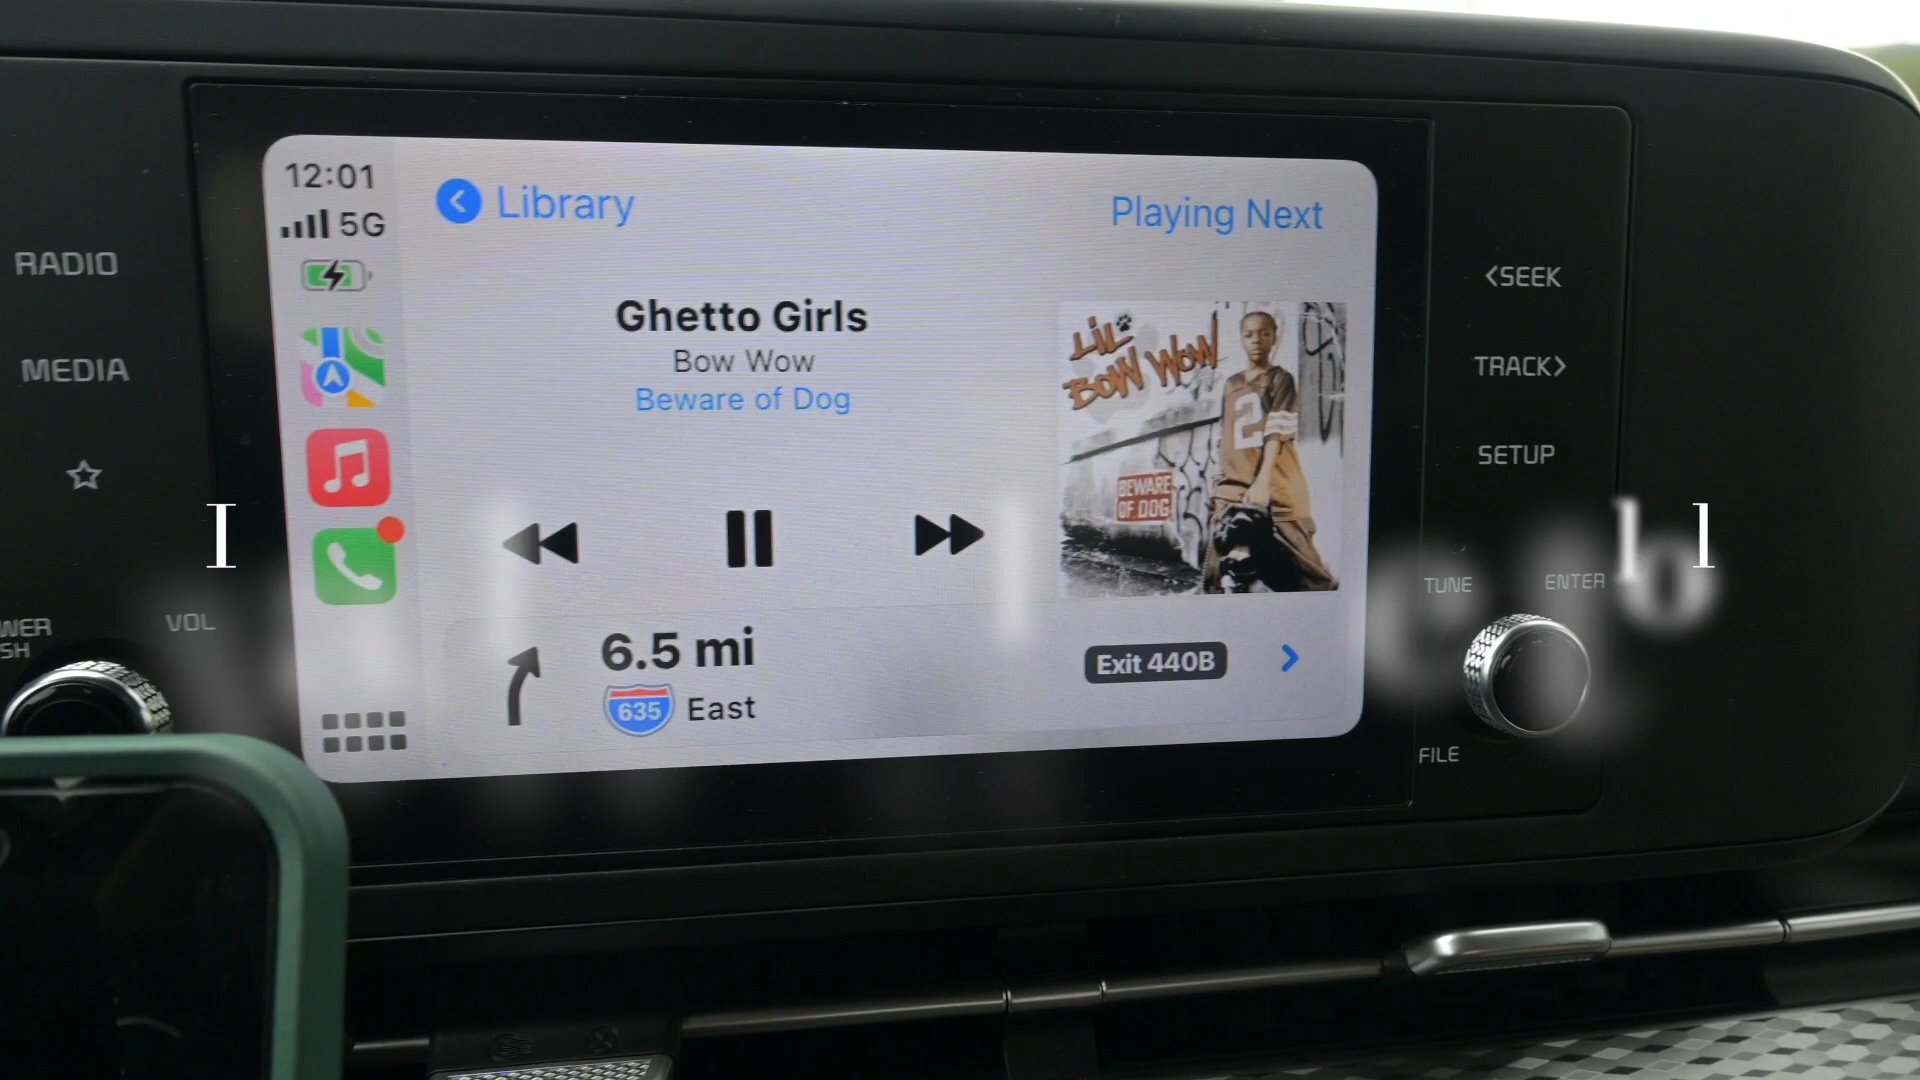 12:01
5G
Library
Playing Next
Ghetto Girls
Bow Wow
Beware of Dog
LIL
BOW WOW
2
BEWARE
OF DOG
6.5 mi
635 East
Exit 440B
RADIO
MEDIA
VOL
<SEEK
TRACK>
SETUP
TUNE
ENTER
FILE